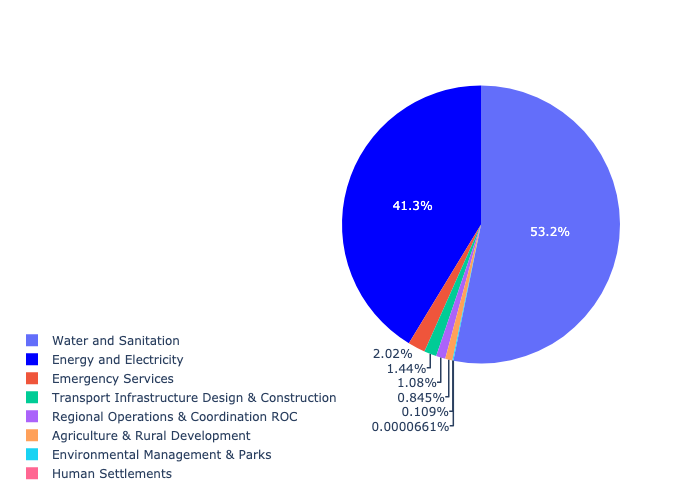 41.3%
53.2%
2.02%
1.44%
1.08%
0.845%
0.109%
0.0000661%
Water and Sanitation
Energy and Electricity
Emergency Services
Transport Infrastructure Design & Construction
Regional Operations & Coordination ROC
Agriculture & Rural Development
Environmental Management & Parks
Human Settlements